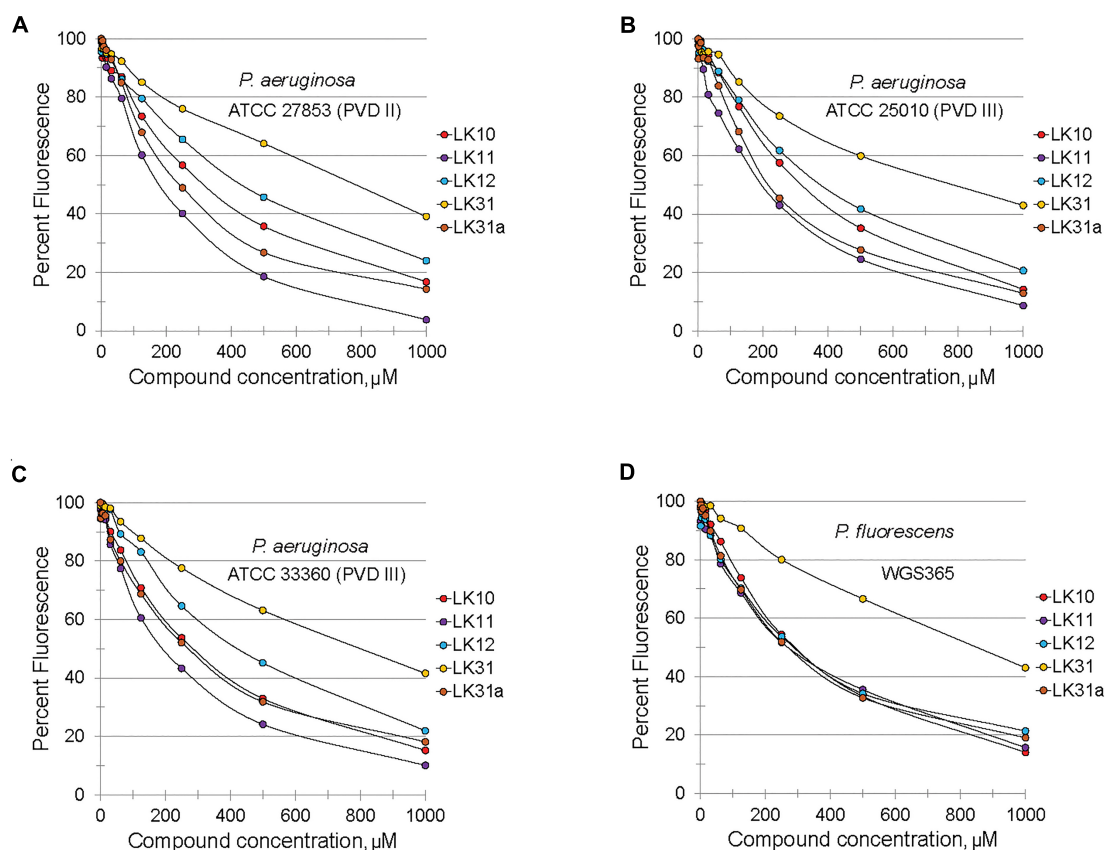 A
Percent Fluorescence
100
80
60
40
20
0
P. aeruginosa
ATCC 27853 (PVD II)
LK10
LK11
LK12
LK31
LK31a
0 200 400 600 800 1000
Compound concentration, µM
B
Percent Fluorescence
100
80
60
40
20
0
P. aeruginosa
ATCC 25010 (PVD III)
LK10
LK11
LK12
LK31
LK31a
0 200 400 600 800 1000
Compound concentration, µM
C
Percent Fluorescence
100
80
60
40
20
0
P. aeruginosa
ATCC 33360 (PVD III)
LK10
LK11
LK12
LK31
LK31a
0 200 400 600 800 1000
Compound concentration, µM
D
Percent Fluorescence
100
80
60
40
20
0
P. fluorescens
WGS365
LK10
LK11
LK12
LK31
LK31a
0 200 400 600 800 1000
Compound concentration, µM